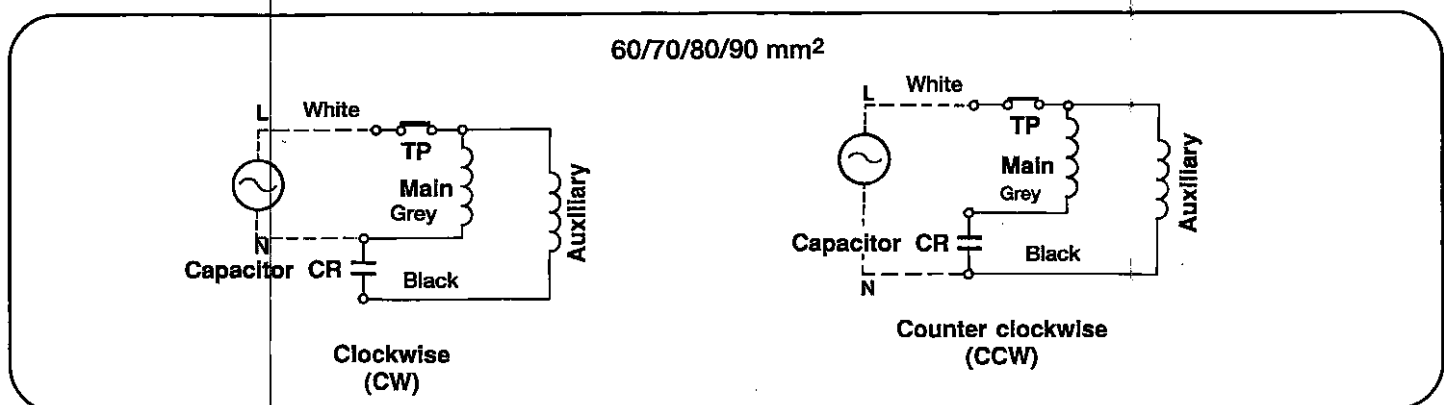 60/70/80/90 mm²
L White
TP
Main
Grey
Auxiliary
N
Capacitor CR
Black
Clockwise
(CW)
L White
TP
Main
Grey
Auxiliary
Capacitor CR
Black
N
Counter clockwise
(CCW)